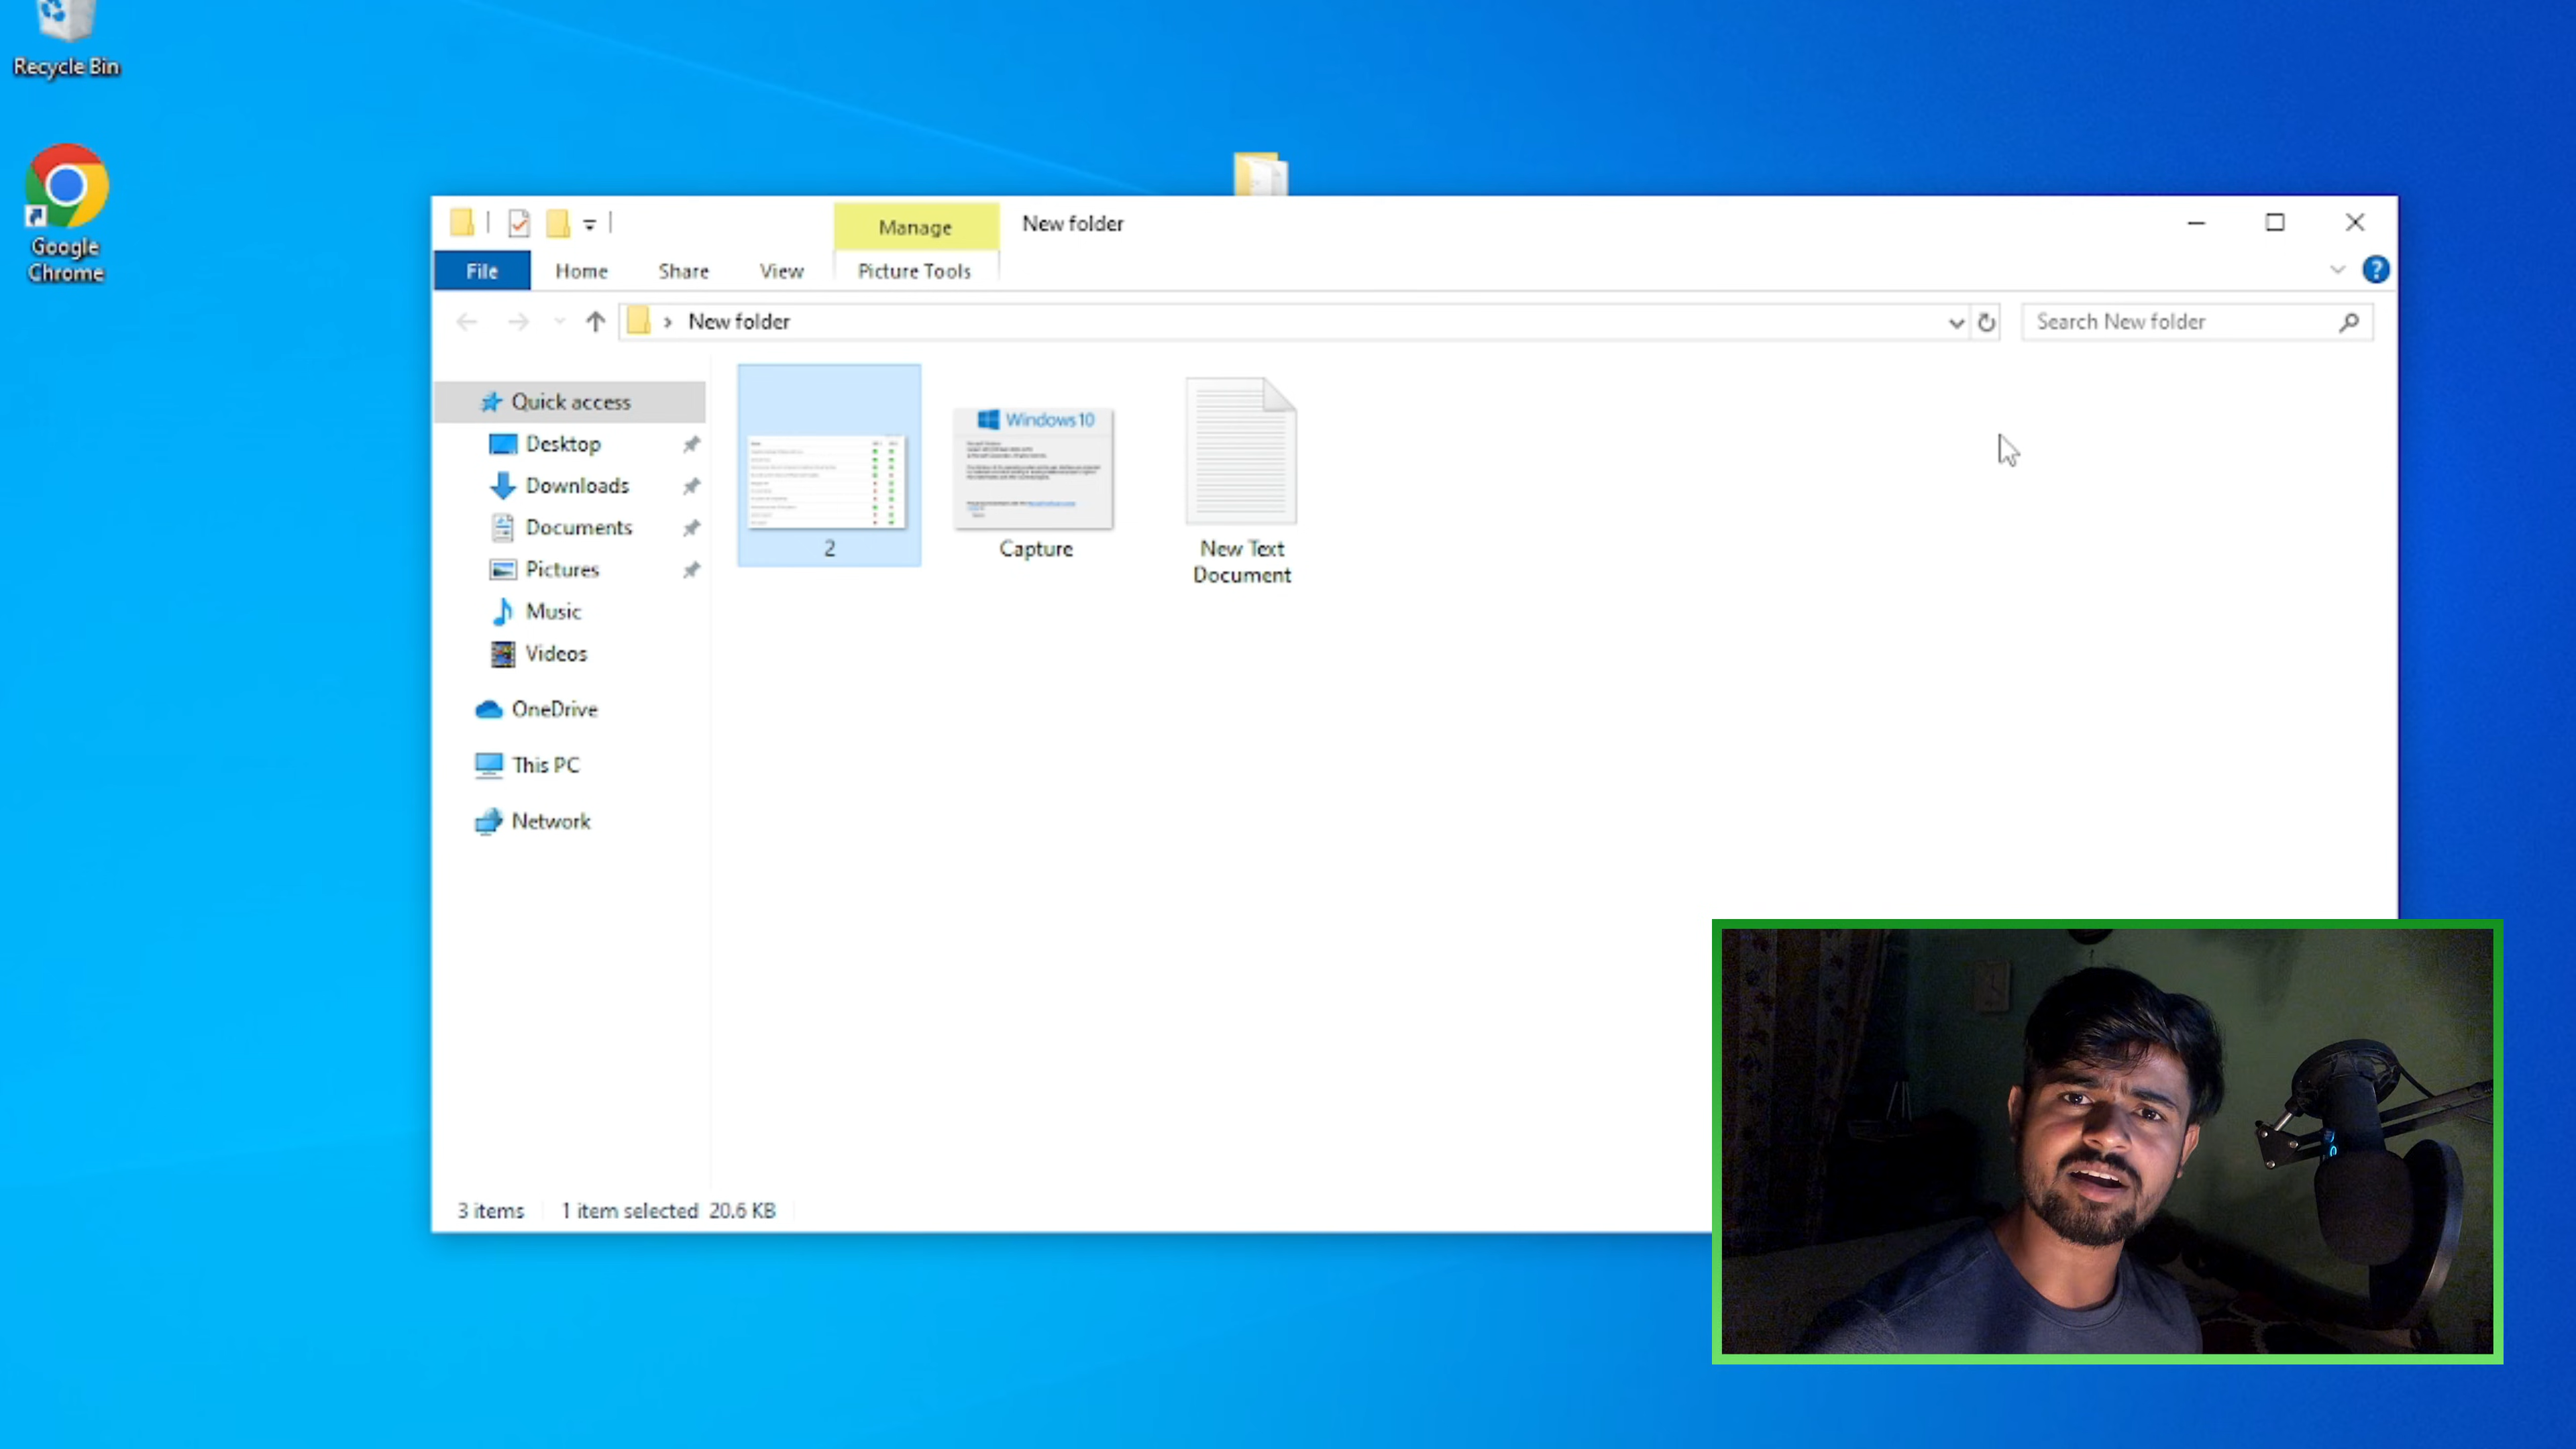 Recycle Bin
Google
Chrome
Manage
New folder
File
Home
Share
View
Picture Tools
New folder
Search New folder
Quick access
Desktop
Downloads
Documents
Pictures
Music
Videos
OneDrive
This PC
Network
Windows 10
2
Capture
New Text
Document
3 items
1 item selected 20.6 KB